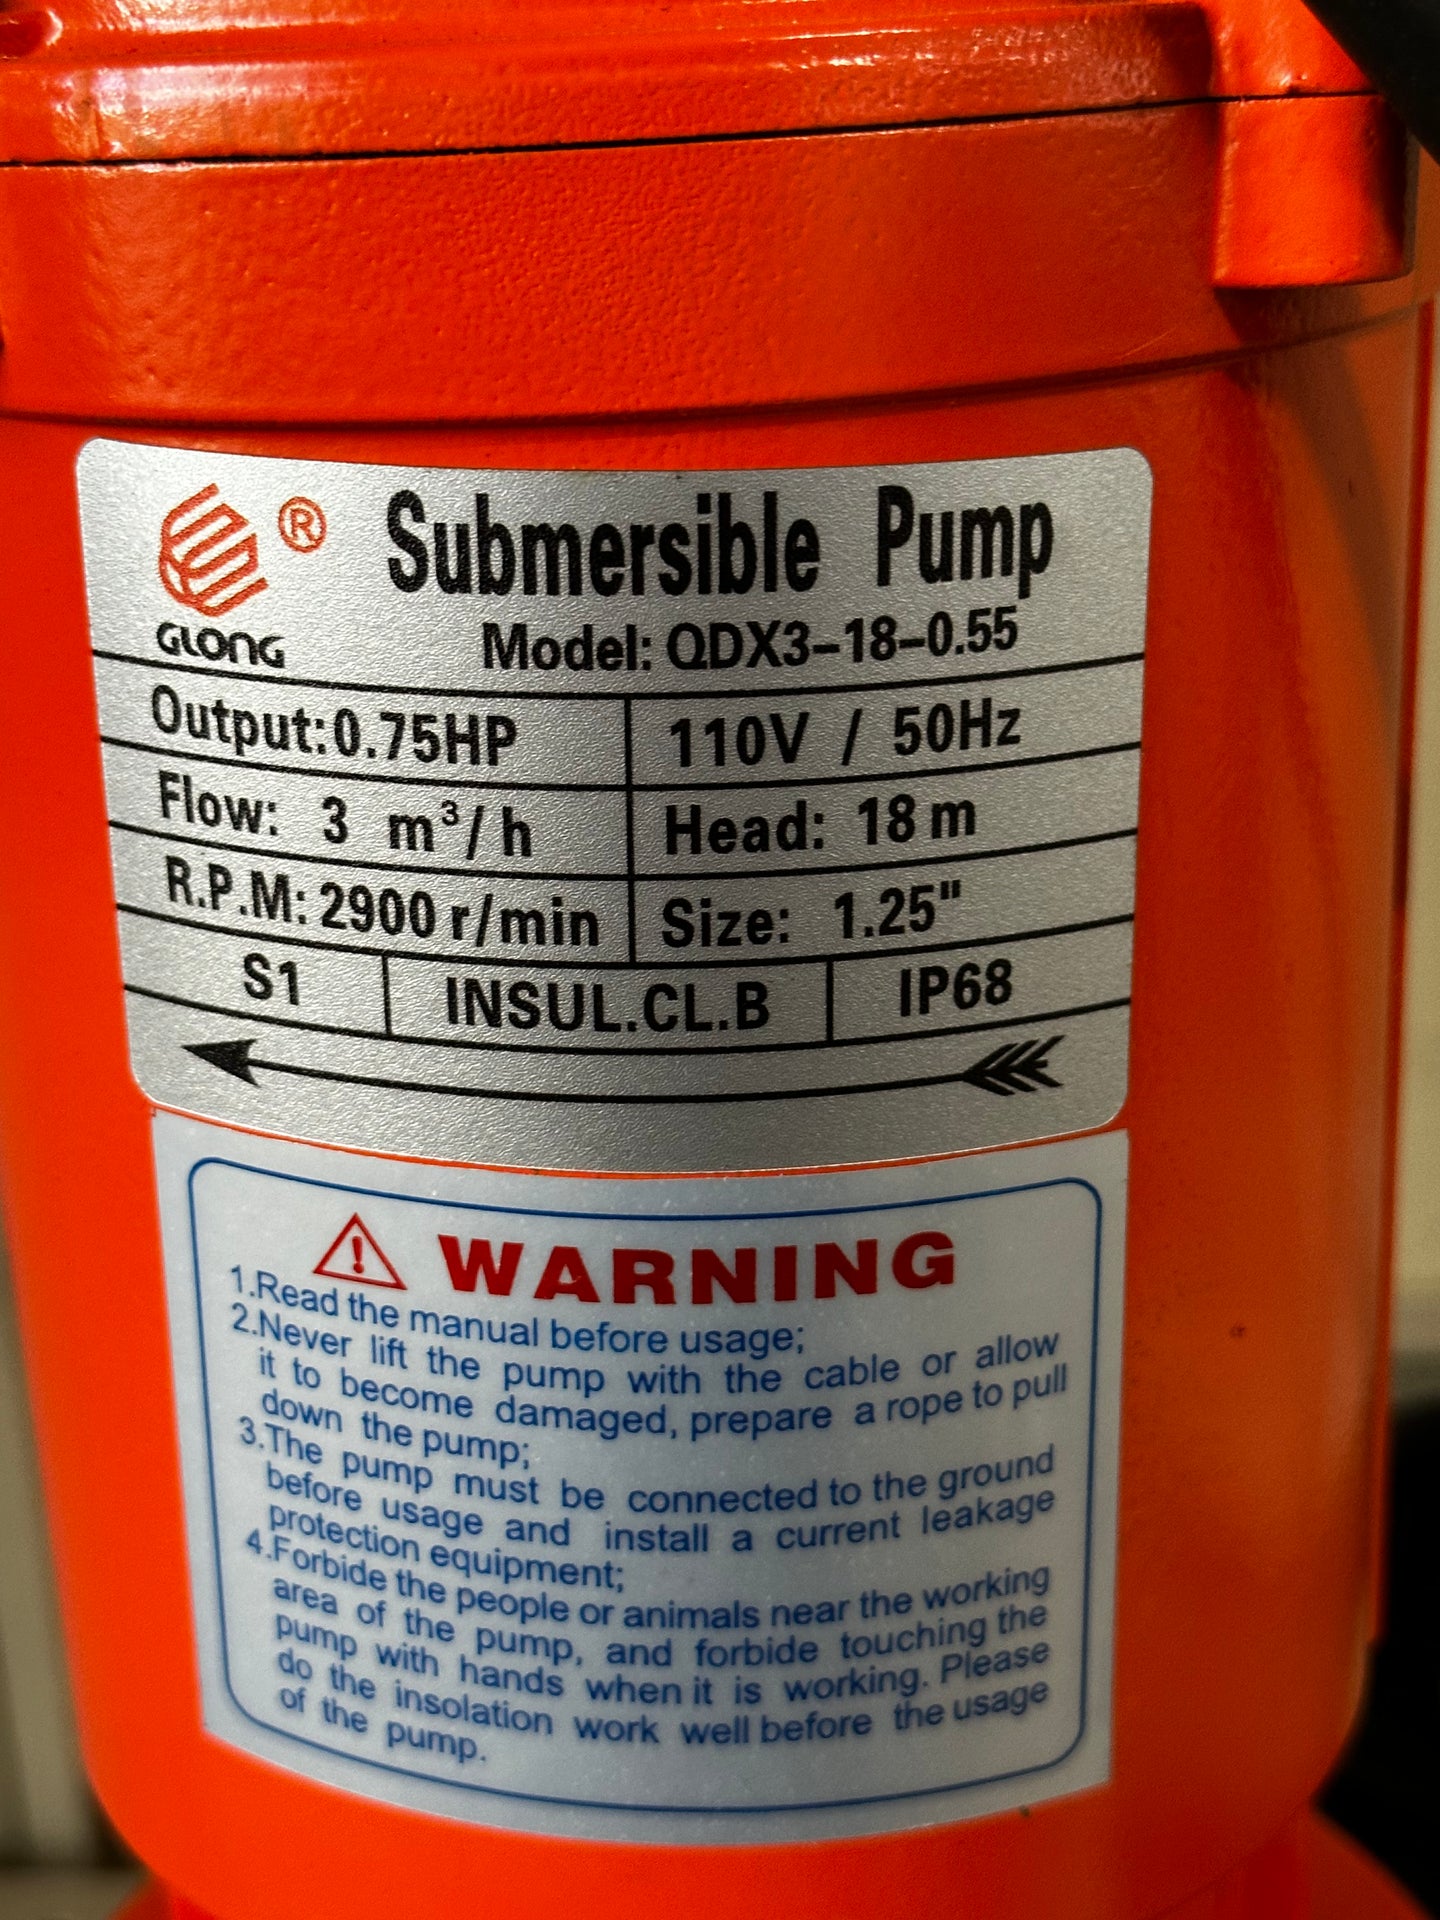 ® Submersible Pump
GLONG Model: QDX3-18-0.55
Output: 0.75HP 110V / 50Hz
Flow: 3 m³/h Head: 18 m
R.P.M: 2900 r/min Size: 1.25"
S1 INSUL.CL.B IP68
WARNING
1.Read the manual before usage;
2.Never lift the pump with the cable or allow
it to become damaged, prepare a rope to pull
down the pump;
3.The pump must be connected to the ground
before usage and install a current leakage
protection equipment;
4.Forbide the people or animals near the working
area of the pump, and forbide touching the
pump with hands when it is working. Please
do the insolation work well before the usage
of the pump.